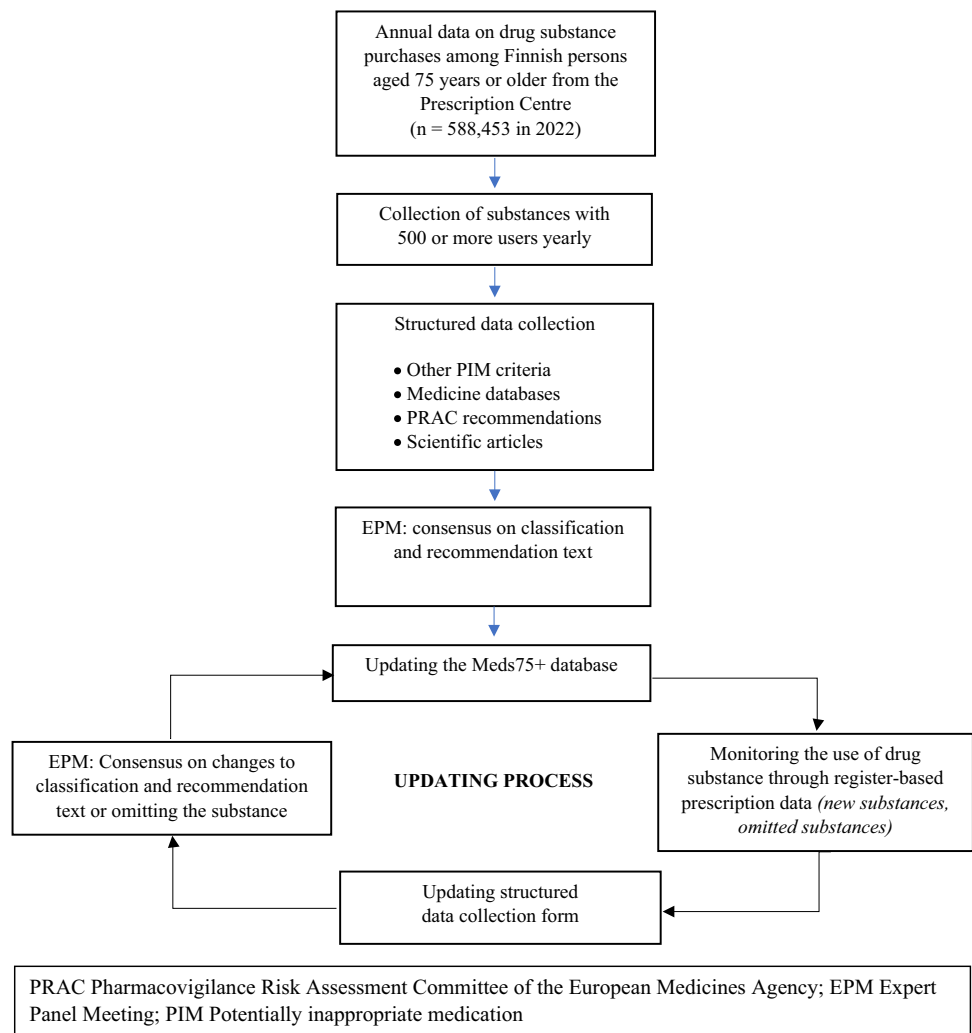 Annual data on drug substance
purchases among Finnish persons
aged 75 years or older from the
Prescription Centre
(n = 588,453 in 2022)
Collection of substances with
500 or more users yearly
Structured data collection
• Other PIM criteria
• Medicine databases
• PRAC recommendations
• Scientific articles
EPM: consensus on classification
and recommendation text
Updating the Meds75+ database
EPM: Consensus on changes to
classification and recommendation
text or omitting the substance
UPDATING PROCESS
Monitoring the use of drug
substance through register-based
prescription data (new substances,
omitted substances)
Updating structured
data collection form
PRAC Pharmacovigilance Risk Assessment Committee of the European Medicines Agency; EPM Expert
Panel Meeting; PIM Potentially inappropriate medication